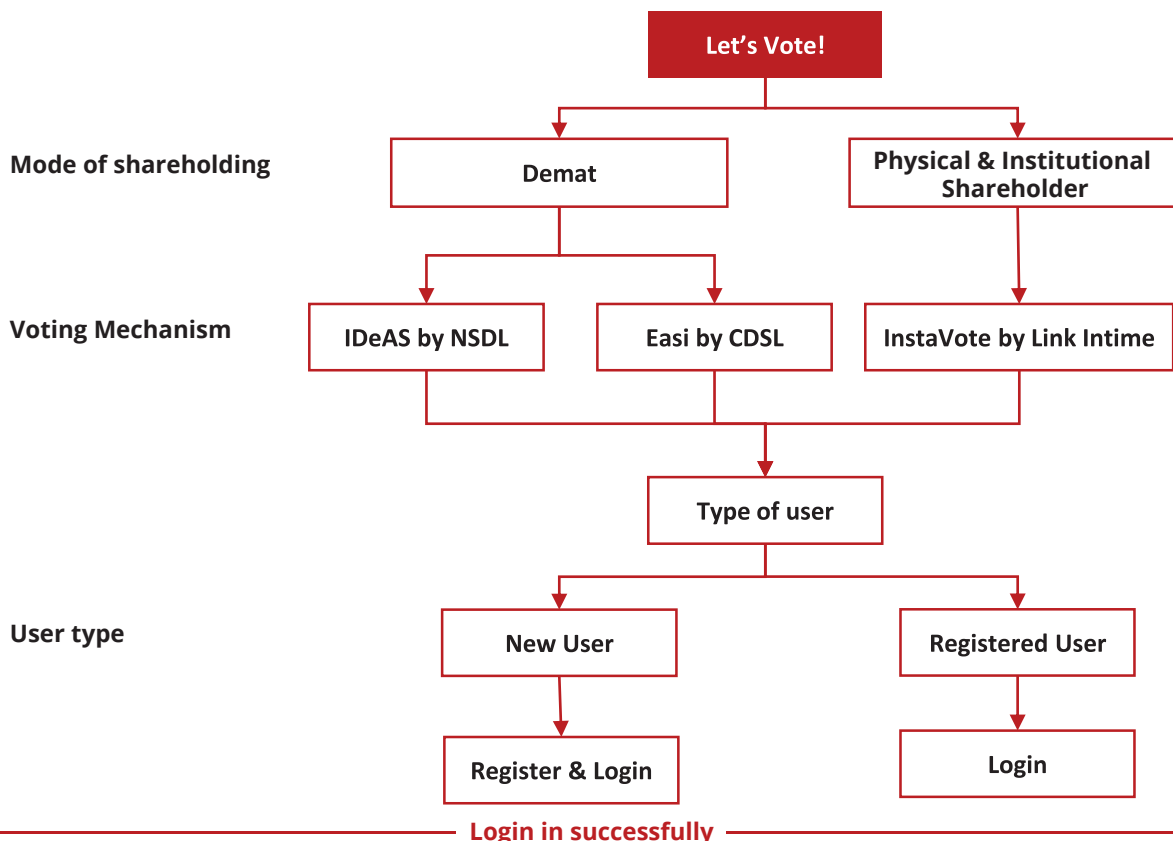 Let’s Vote!
Mode of shareholding
Demat
Physical & Institutional
Shareholder
Voting Mechanism
IDeAS by NSDL
Easi by CDSL
InstaVote by Link Intime
Type of user
User type
New User
Registered User
Register & Login
Login
Login in successfully